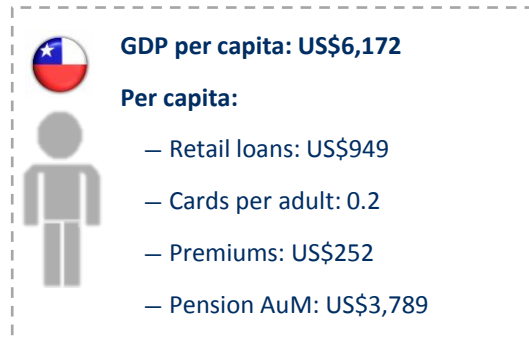 GDP per capita: US$6,172
Per capita:
— Retail loans: US$949
— Cards per adult: 0.2
— Premiums: US$252
— Pension AuM: US$3,789